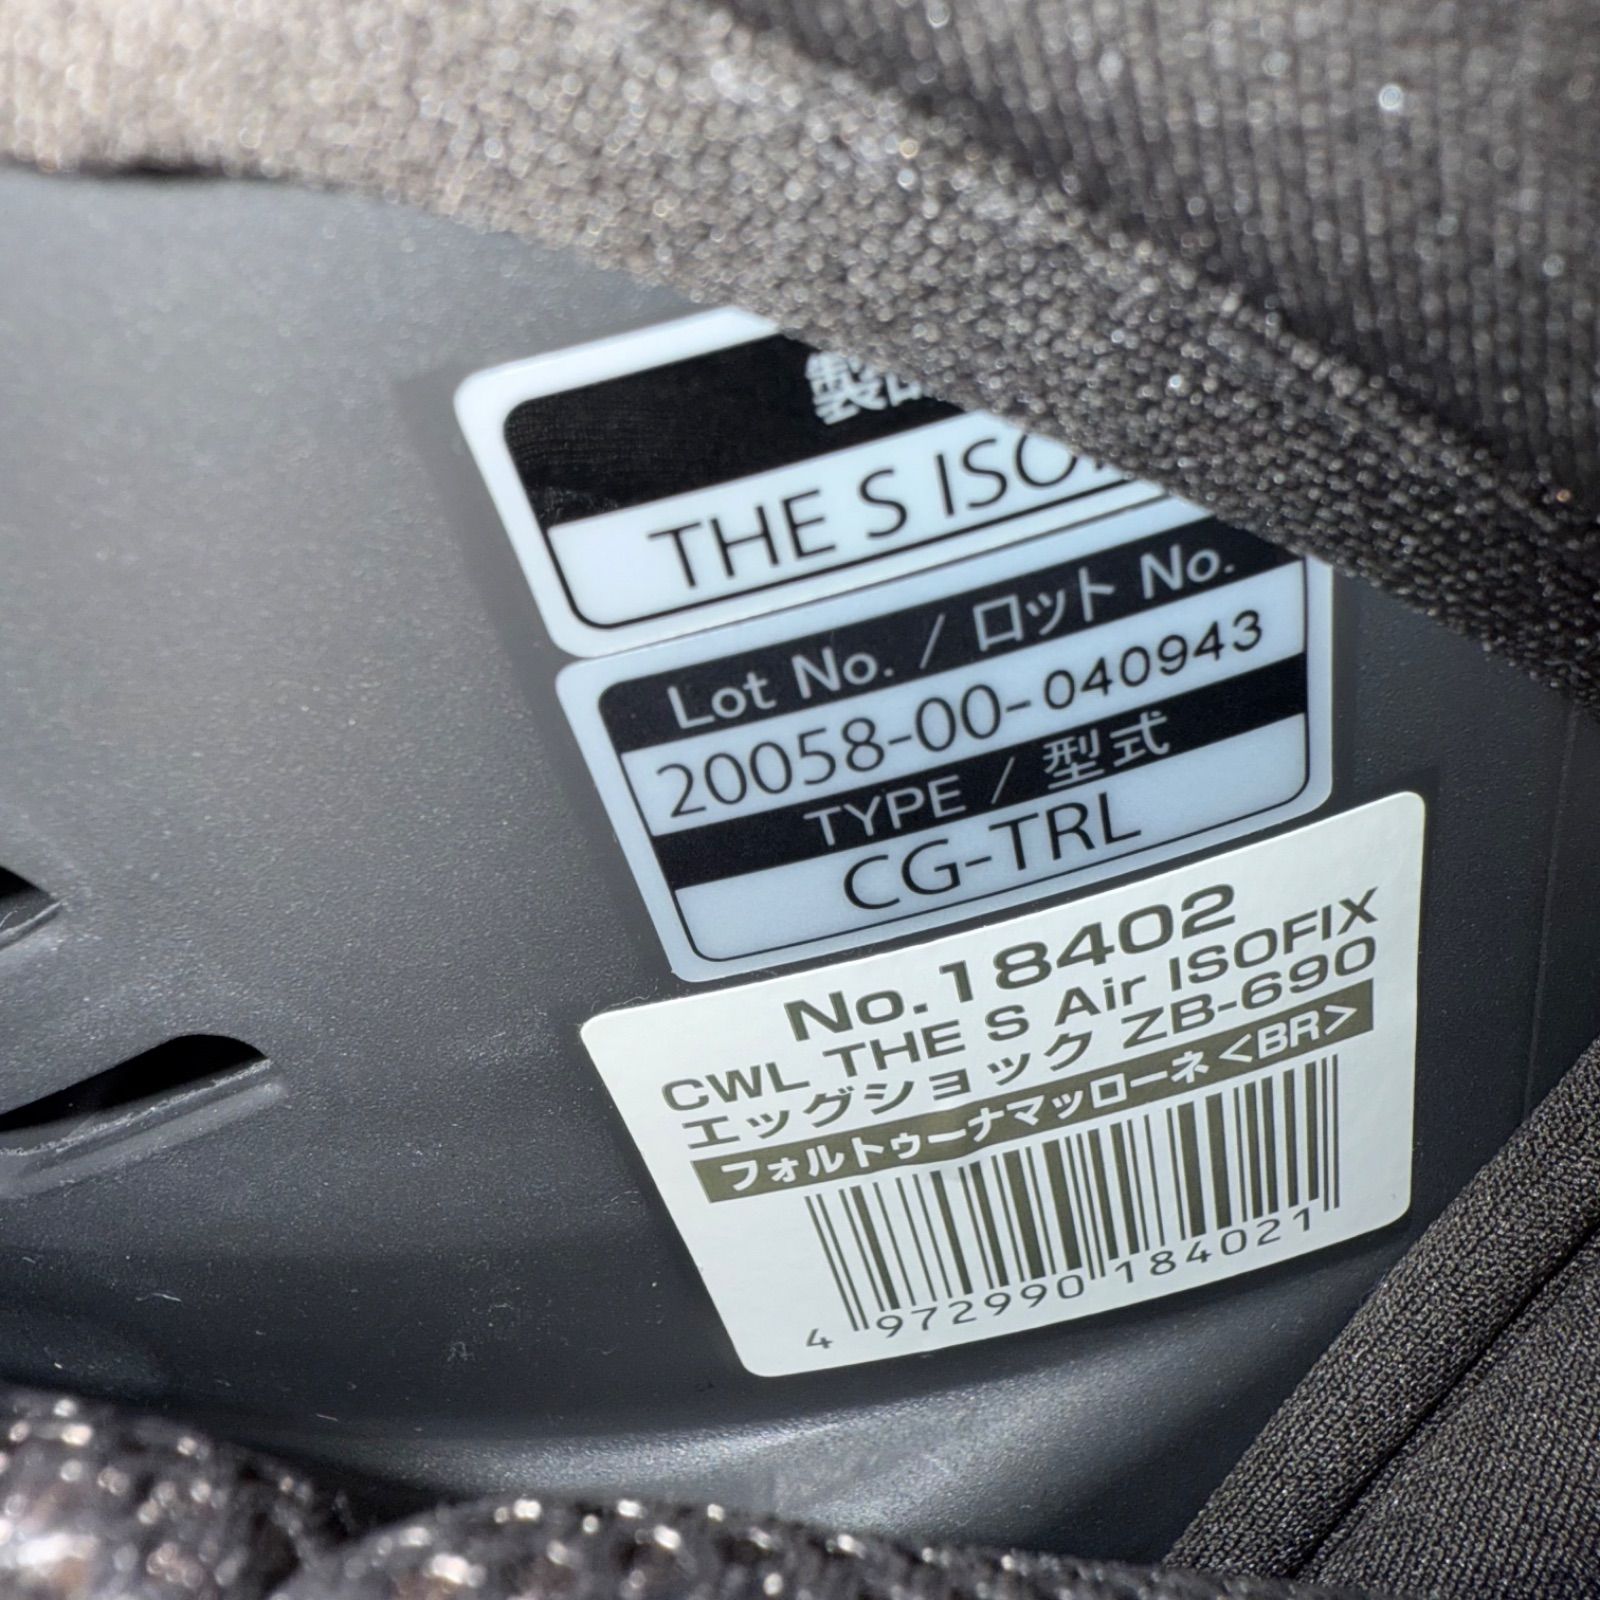 THE S
Lot No. / ロット No.
20058-00-040943
TYPE / 型式
CG-TRL
No.18402
CWL THE S Air ISOFIX
エッグショック ZB-690
フォルトゥーナマッローネ<BR>
4 972990 184021